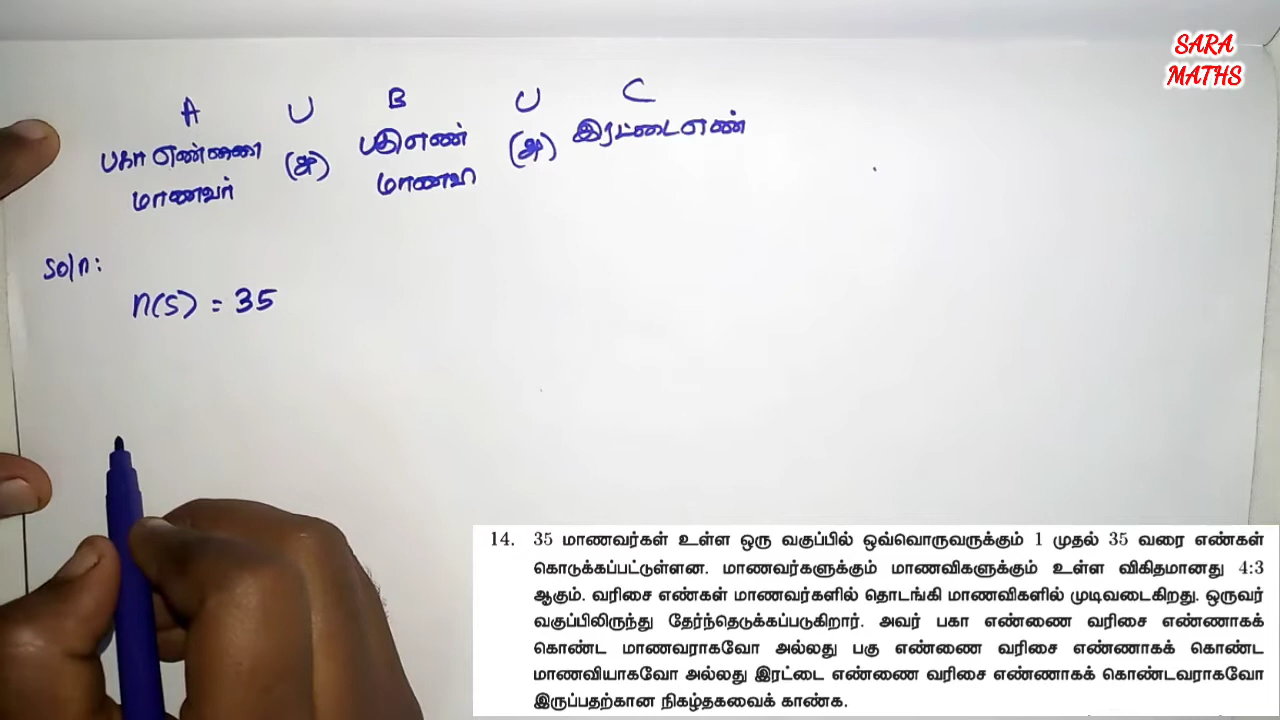 SARA
MATHS
A U B U C
பகா எண்ணை (அ) பகு எண் (அ) இரட்டை எண்
மாணவர் மாணவி
Soln:
n(S) = 35
14. 35 மாணவர்கள் உள்ள ஒரு வகுப்பில் ஒவ்வொருவருக்கும் 1 முதல் 35 வரை எண்கள்
கொடுக்கப்பட்டுள்ளன. மாணவர்களுக்கும் மாணவிகளுக்கும் உள்ள விகிதமானது 4:3
ஆகும். வரிசை எண்கள் மாணவர்களில் தொடங்கி மாணவிகளில் முடிவடைகிறது. ஒருவர்
வகுப்பிலிருந்து தேர்ந்தெடுக்கப்படுகிறார். அவர் பகா எண்ணை வரிசை எண்ணாகக்
கொண்ட மாணவராகவோ அல்லது பகு எண்ணை வரிசை எண்ணாகக் கொண்ட
மாணவியாகவோ அல்லது இரட்டை எண்ணை வரிசை எண்ணாகக் கொண்டவராகவோ
இருப்பதற்கான நிகழ்தகவைக் காண்க.